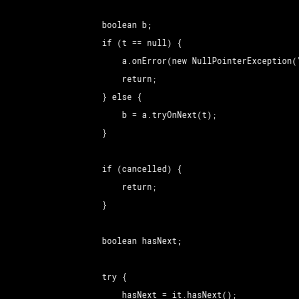 boolean b;
if (t == null) {
a.onError(new NullPointerException("
return;
} else {
b = a.tryOnNext(t);
}
if (cancelled) {
return;
}
boolean hasNext;
try {
hasNext = it.hasNext();